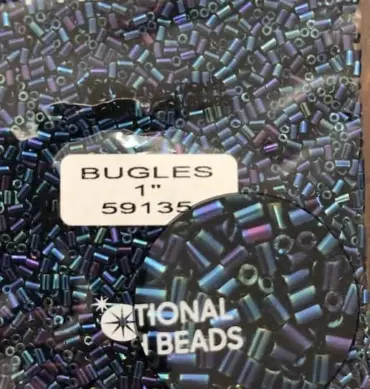 BUGLES
1"
59135
TIONAL
BEADS